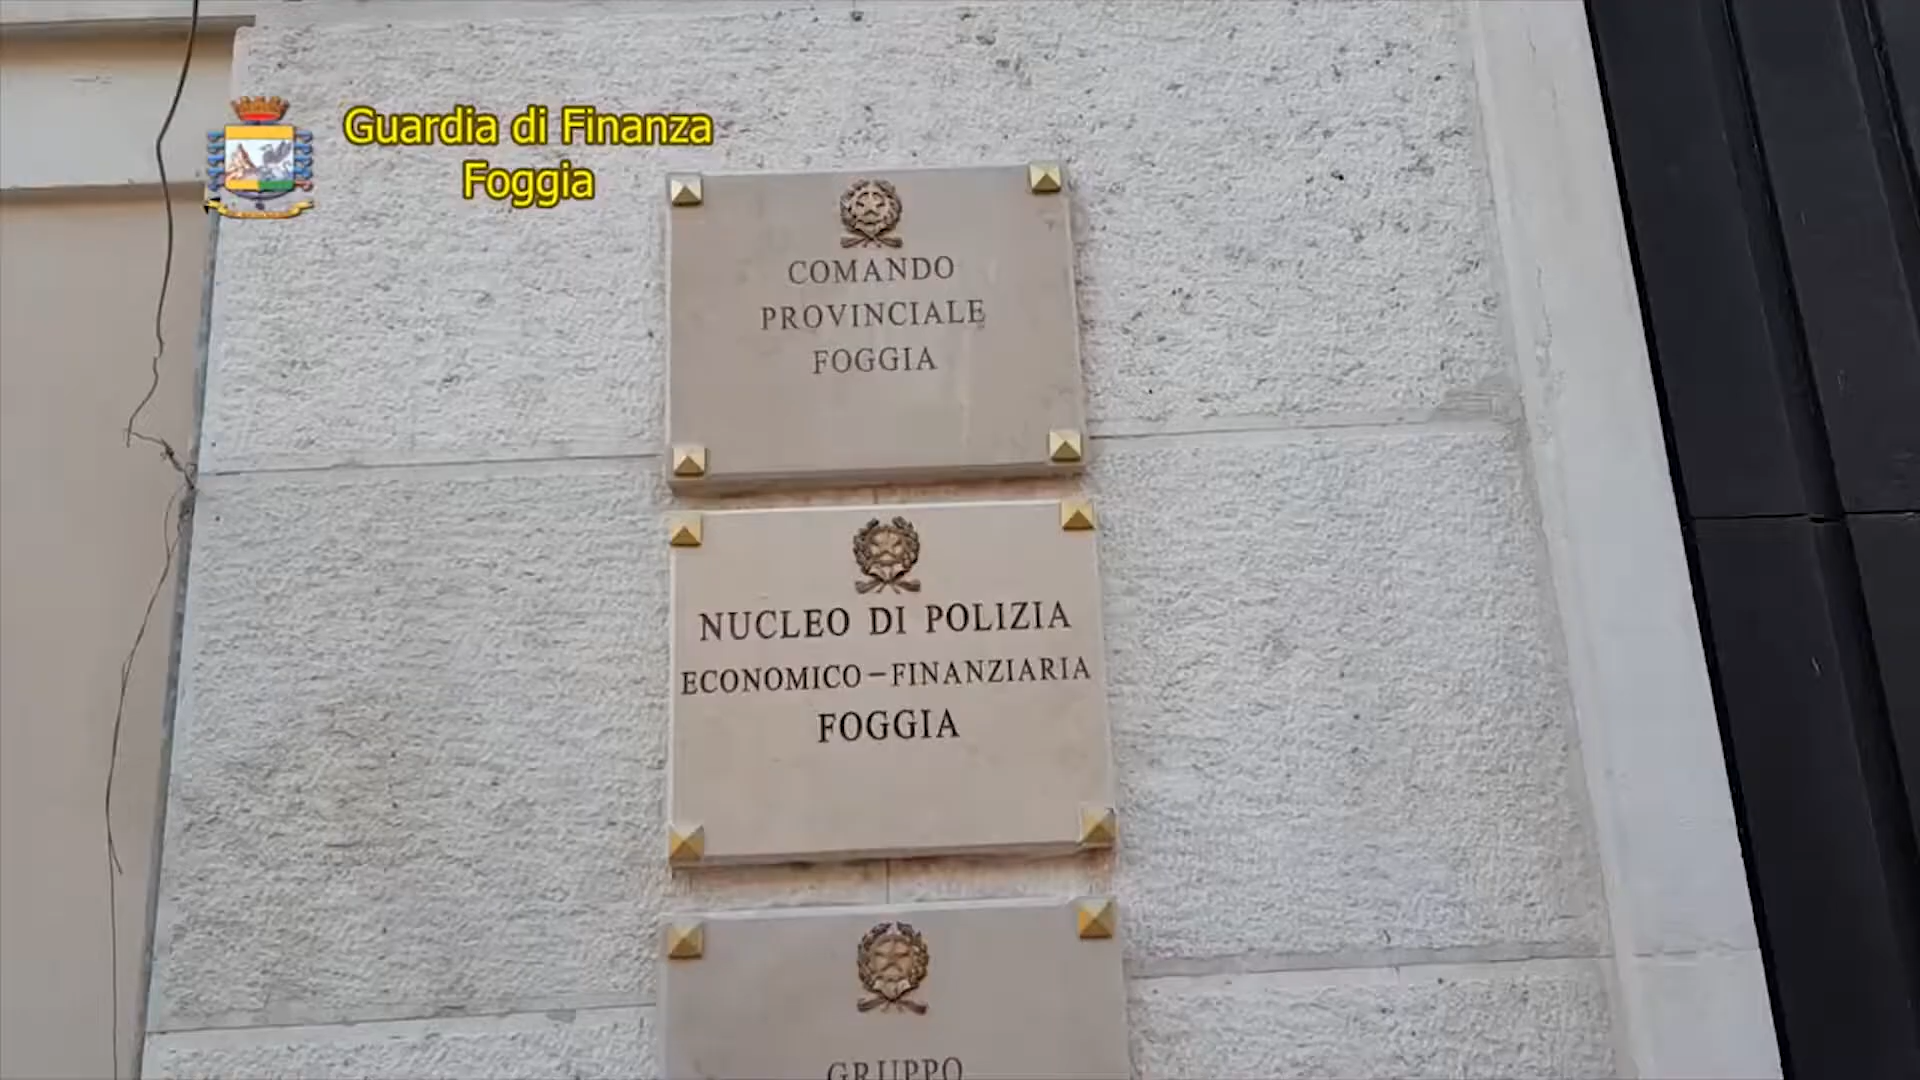 Guardia di Finanza
Foggia
COMANDO
PROVINCIALE
FOGGIA
NUCLEO DI POLIZIA
ECONOMICO-FINANZIARIA
FOGGIA
GRUPPO